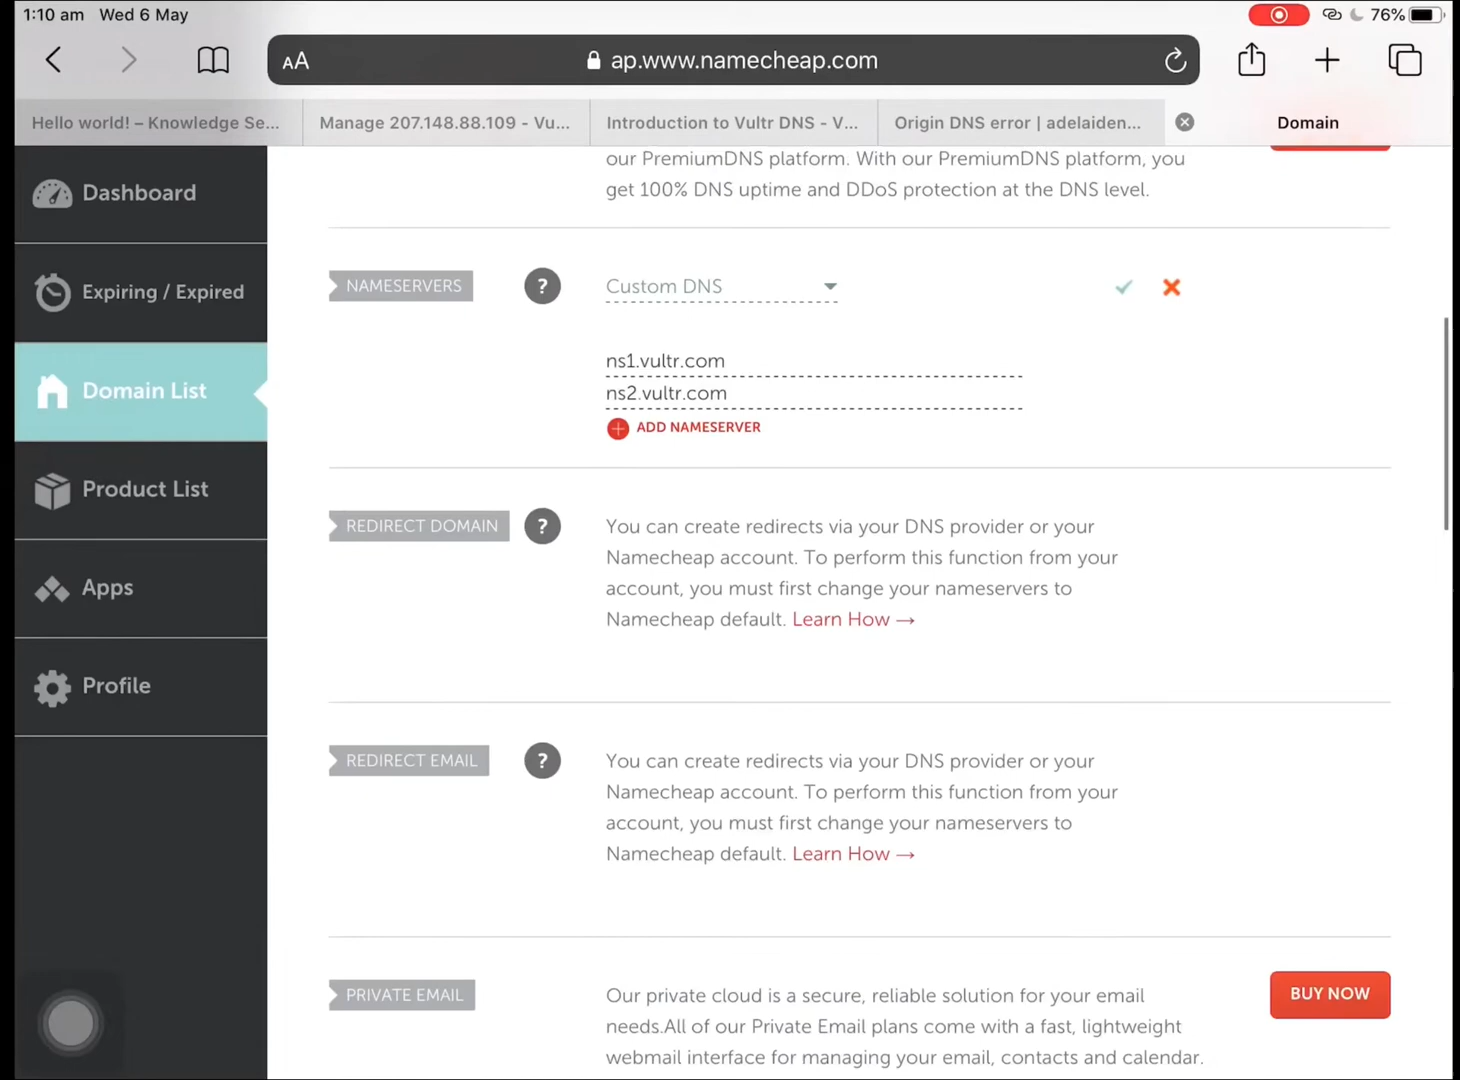 1:10 am Wed 6 May
76%
AA
ap.www.namecheap.com
Hello world! – Knowledge Se...
Manage 207.148.88.109 - Vu...
Introduction to Vultr DNS - V...
Origin DNS error | adelaiden...
Domain
Dashboard
Expiring / Expired
Domain List
Product List
Apps
Profile
our PremiumDNS platform. With our PremiumDNS platform, you
get 100% DNS uptime and DDoS protection at the DNS level.
NAMESERVERS
?
Custom DNS
ns1.vultr.com
ns2.vultr.com
ADD NAMESERVER
REDIRECT DOMAIN
?
You can create redirects via your DNS provider or your
Namecheap account. To perform this function from your
account, you must first change your nameservers to
Namecheap default. Learn How →
REDIRECT EMAIL
?
You can create redirects via your DNS provider or your
Namecheap account. To perform this function from your
account, you must first change your nameservers to
Namecheap default. Learn How →
PRIVATE EMAIL
Our private cloud is a secure, reliable solution for your email
needs.All of our Private Email plans come with a fast, lightweight
webmail interface for managing your email, contacts and calendar.
BUY NOW